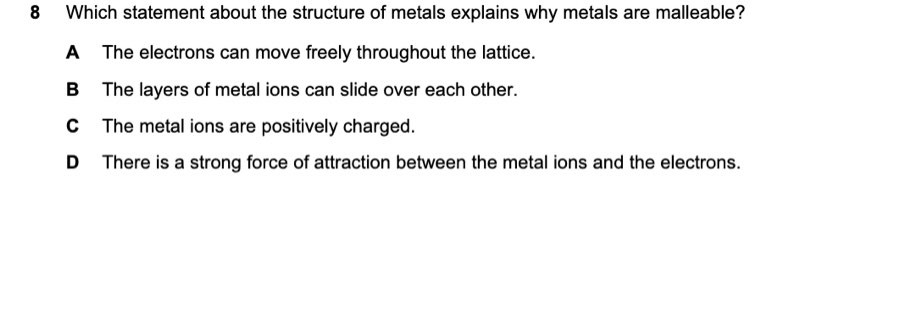 8 Which statement about the structure of metals explains why metals are malleable?
A The electrons can move freely throughout the lattice.
B The layers of metal ions can slide over each other.
C The metal ions are positively charged.
D There is a strong force of attraction between the metal ions and the electrons.